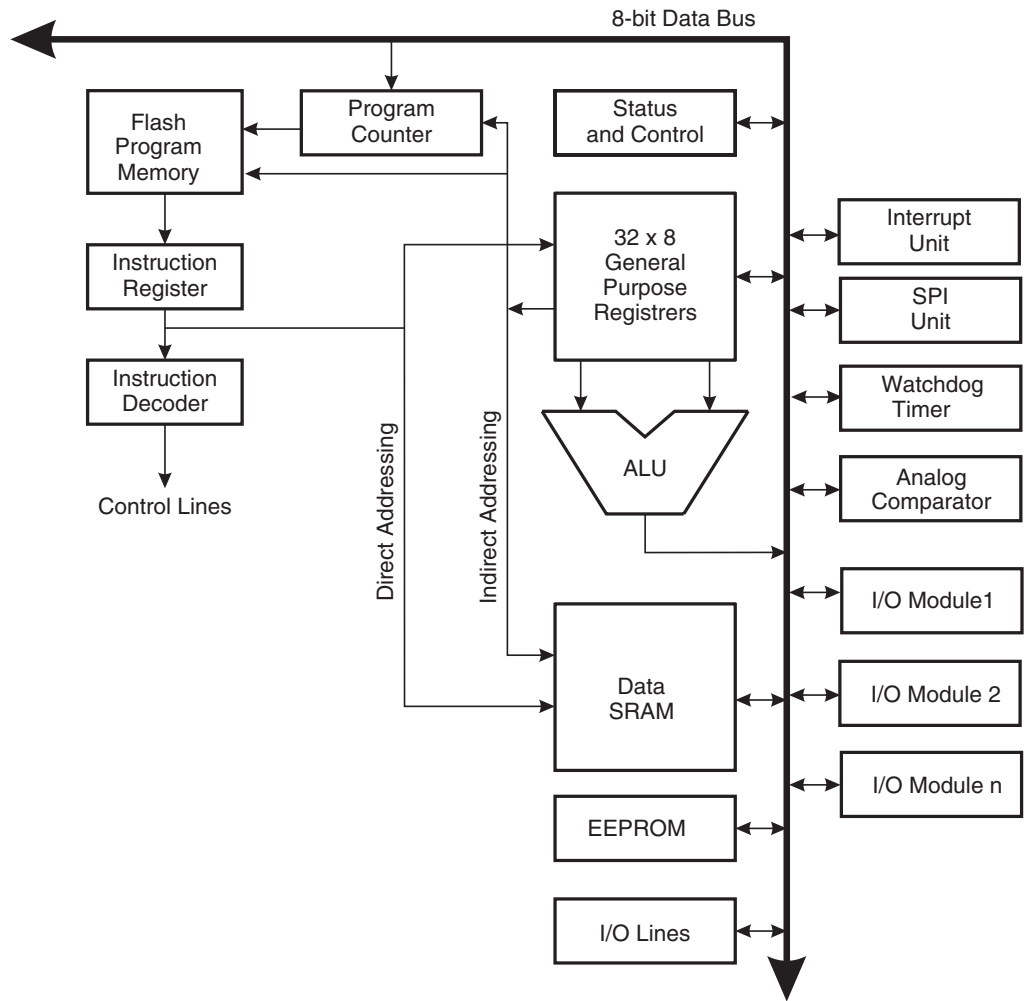 8-bit Data Bus
Flash
Program
Memory
Program
Counter
Status
and Control
32 x 8
General
Purpose
Registrers
Interrupt
Unit
Instruction
Register
SPI
Unit
Instruction
Decoder
Watchdog
Timer
ALU
Analog
Comparator
Control Lines
Direct Addressing
Indirect Addressing
I/O Module1
Data
SRAM
I/O Module 2
I/O Module n
EEPROM
I/O Lines